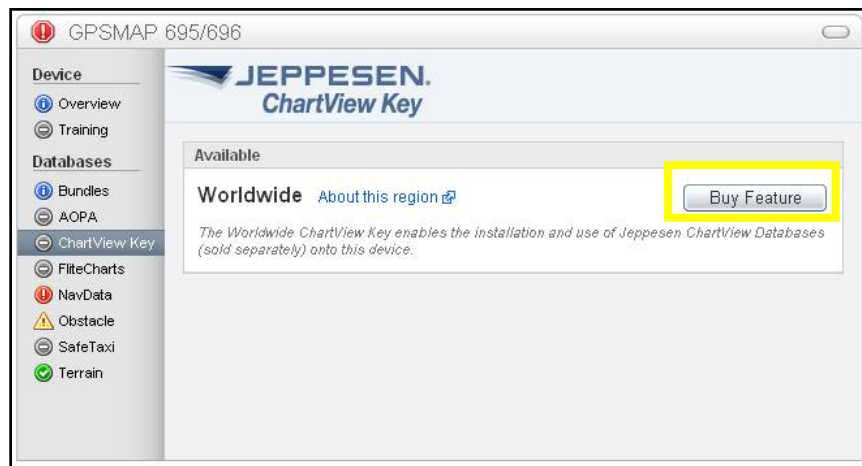 GPSMAP 695/696
Device
Overview
Training
Databases
Bundles
AOPA
ChartView Key
FliteCharts
NavData
Obstacle
SafeTaxi
Terrain
JEPPESEN.
ChartView Key
Available
Worldwide About this region
Buy Feature
The Worldwide ChartView Key enables the installation and use of Jeppesen ChartView Databases
(sold separately) onto this device.